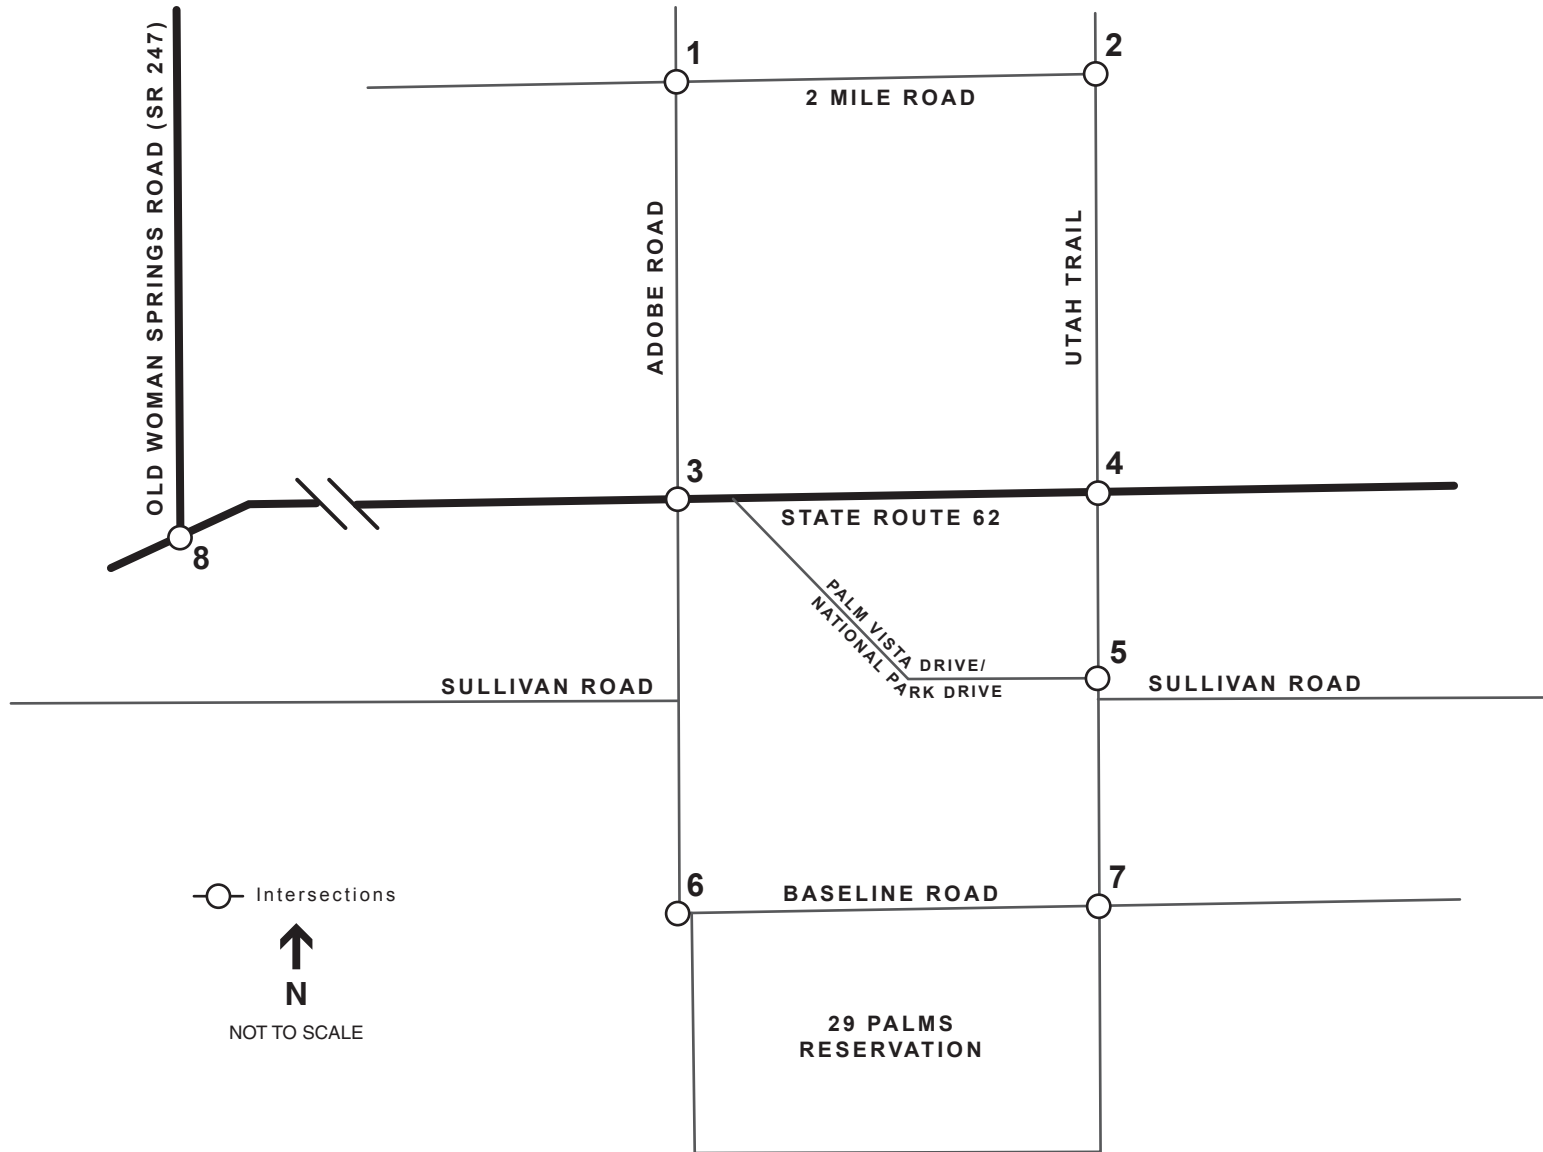 OLD WOMAN SPRINGS ROAD (SR 247)
1
2
2 MILE ROAD
ADOBE ROAD
UTAH TRAIL
3
4
STATE ROUTE 62
8
PALM VISTA DRIVE/
NATIONAL PARK DRIVE
5
SULLIVAN ROAD
SULLIVAN ROAD
6
7
BASELINE ROAD
Intersections
N
NOT TO SCALE
29 PALMS
RESERVATION